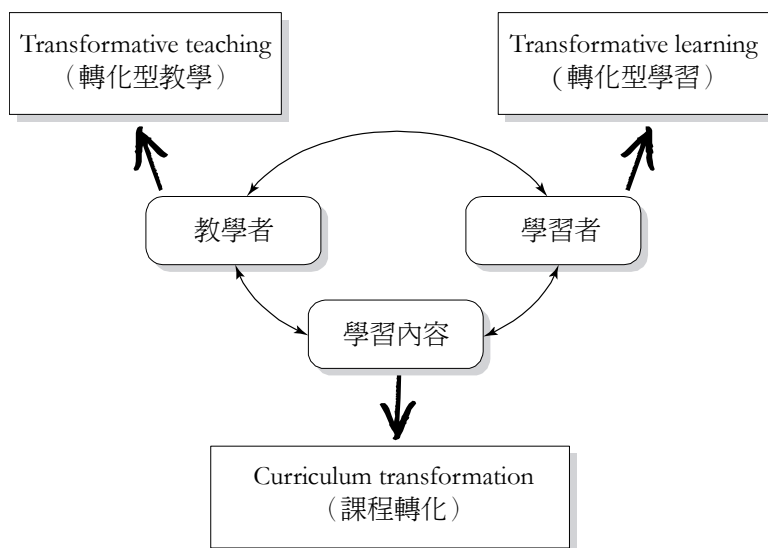 Transformative teaching
（轉化型教學）
Transformative learning
（轉化型學習）
教學者
學習者
學習內容
Curriculum transformation
（課程轉化）